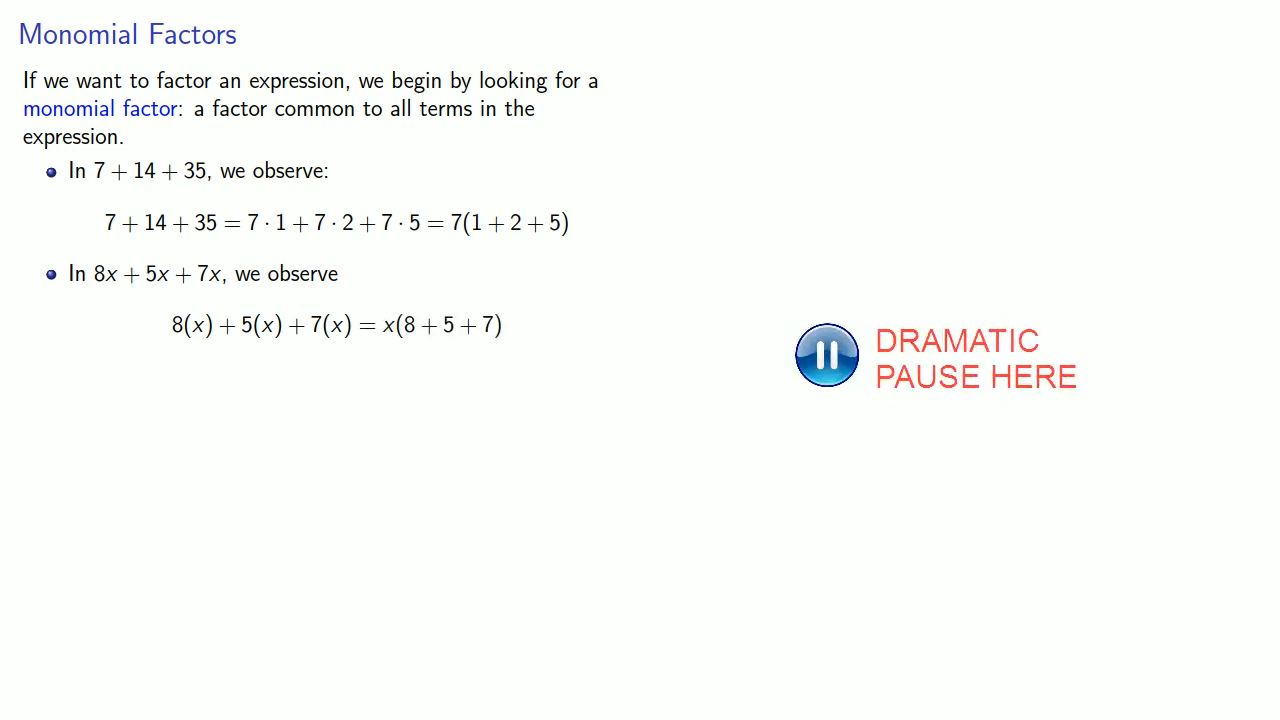 Monomial Factors
If we want to factor an expression, we begin by looking for a
monomial factor: a factor common to all terms in the
expression.
In 7 + 14 + 35, we observe:
7 + 14 + 35 = 7 · 1 + 7 · 2 + 7 · 5 = 7(1 + 2 + 5)
In 8x + 5x + 7x, we observe
8(x) + 5(x) + 7(x) = x(8 + 5 + 7)
DRAMATIC
PAUSE HERE